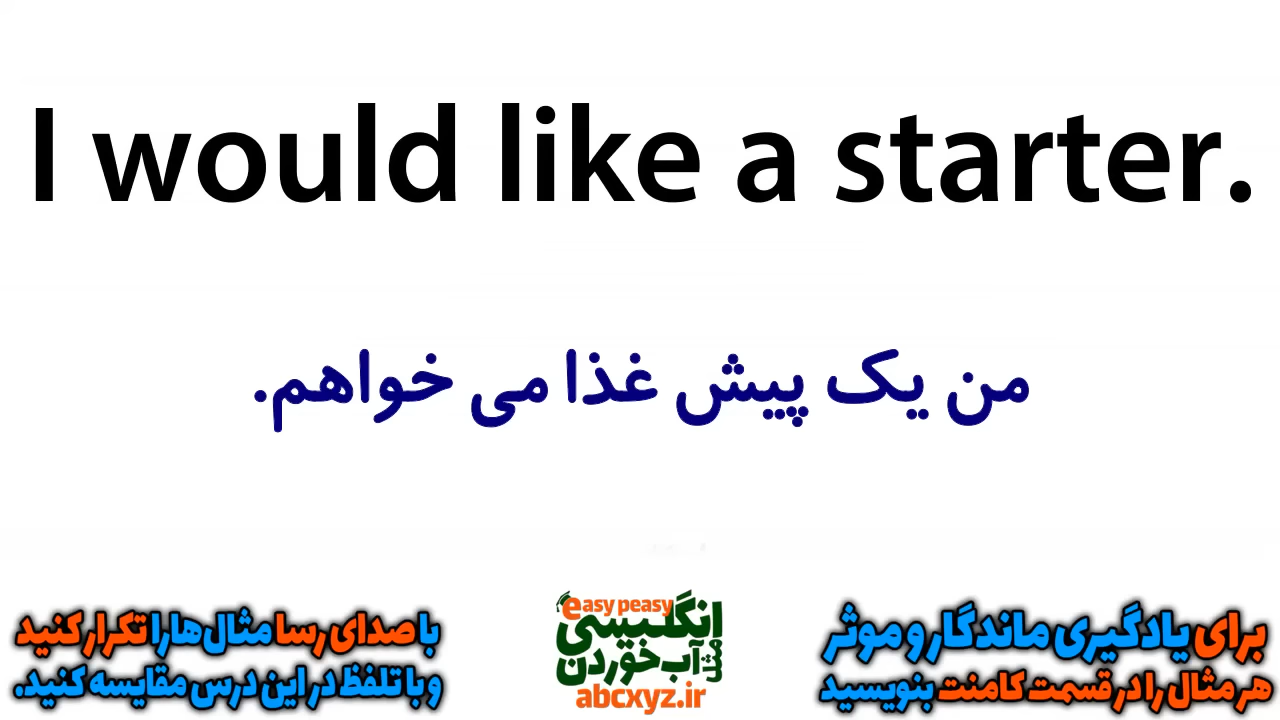 I would like a starter.
من یک پیش غذا می خواهم.
برای یادگیری ماندگار و موثر
هر مثال را در قسمت کامنت بنویسید
easy peasy
انگلیسی
مثل آب خوردن
abcxyz.ir
با صدای رسا مثال‌ها را تکرار کنید
و با تلفظ در این درس مقایسه کنید.